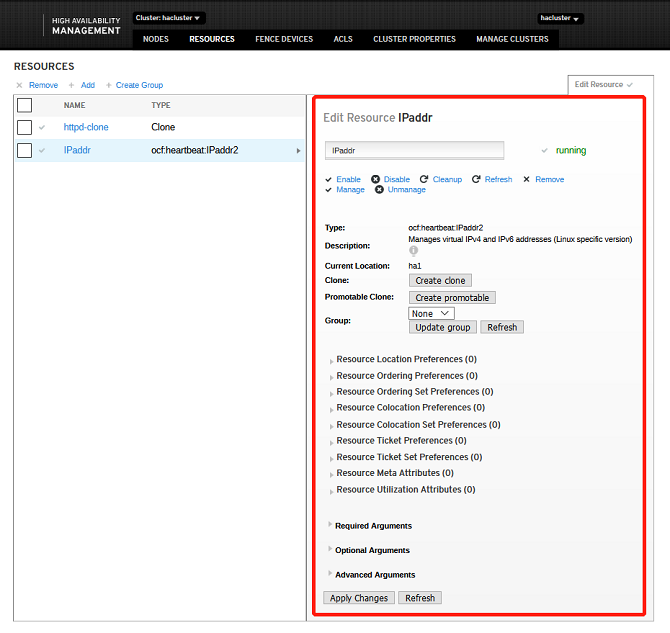 HIGH AVAILABILITY
MANAGEMENT
Cluster: hacluster
hacluster
NODES RESOURCES FENCE DEVICES ACLS CLUSTER PROPERTIES MANAGE CLUSTERS
RESOURCES
Remove Add Create Group
Edit Resource
NAME TYPE
httpd-clone Clone
IPaddr ocf:heartbeat:IPaddr2
Edit Resource IPaddr
IPaddr running
Enable Disable Cleanup Refresh Remove
Manage Unmanage
Type: ocf:heartbeat:IPaddr2
Description: Manages virtual IPv4 and IPv6 addresses (Linux specific version)
Current Location: ha1
Clone: Create clone
Promotable Clone: Create promotable
Group: None
Update group Refresh
Resource Location Preferences (0)
Resource Ordering Preferences (0)
Resource Ordering Set Preferences (0)
Resource Colocation Preferences (0)
Resource Colocation Set Preferences (0)
Resource Ticket Preferences (0)
Resource Ticket Set Preferences (0)
Resource Meta Attributes (0)
Resource Utilization Attributes (0)
Required Arguments
Optional Arguments
Advanced Arguments
Apply Changes Refresh